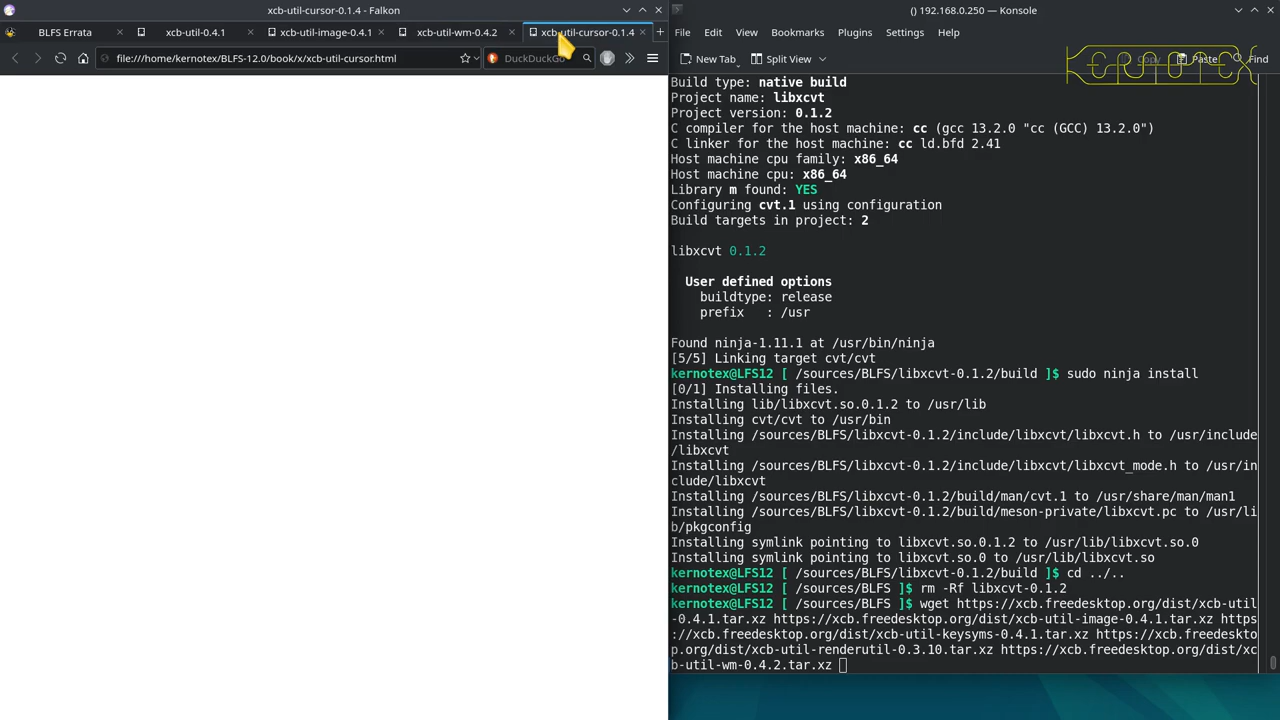 xcb-util-cursor-0.1.4 - Falkon
BLFS Errata
xcb-util-0.4.1
xcb-util-image-0.4.1
xcb-util-wm-0.4.2
xcb-util-cursor-0.1.4
file:///home/kernotex/BLFS-12.0/book/x/xcb-util-cursor.html
DuckDuckGo
() 192.168.0.250 — Konsole
File Edit View Bookmarks Plugins Settings Help
New Tab Split View Copy Paste Find
KERNOTEX
Build type: native build
Project name: libxcvt
Project version: 0.1.2
C compiler for the host machine: cc (gcc 13.2.0 "cc (GCC) 13.2.0")
C linker for the host machine: cc ld.bfd 2.41
Host machine cpu family: x86_64
Host machine cpu: x86_64
Library m found: YES
Configuring cvt.1 using configuration
Build targets in project: 2
libxcvt 0.1.2
User defined options
buildtype: release
prefix   : /usr
Found ninja-1.11.1 at /usr/bin/ninja
[5/5] Linking target cvt/cvt
kernotex@LFS12 [ /sources/BLFS/libxcvt-0.1.2/build ]$ sudo ninja install
[0/1] Installing files.
Installing lib/libxcvt.so.0.1.2 to /usr/lib
Installing cvt/cvt to /usr/bin
Installing /sources/BLFS/libxcvt-0.1.2/include/libxcvt/libxcvt.h to /usr/include
/libxcvt
Installing /sources/BLFS/libxcvt-0.1.2/include/libxcvt/libxcvt_mode.h to /usr/in
clude/libxcvt
Installing /sources/BLFS/libxcvt-0.1.2/build/man/cvt.1 to /usr/share/man/man1
Installing /sources/BLFS/libxcvt-0.1.2/build/meson-private/libxcvt.pc to /usr/li
b/pkgconfig
Installing symlink pointing to libxcvt.so.0.1.2 to /usr/lib/libxcvt.so.0
Installing symlink pointing to libxcvt.so.0 to /usr/lib/libxcvt.so
kernotex@LFS12 [ /sources/BLFS/libxcvt-0.1.2/build ]$ cd ../..
kernotex@LFS12 [ /sources/BLFS ]$ rm -Rf libxcvt-0.1.2
kernotex@LFS12 [ /sources/BLFS ]$ wget https://xcb.freedesktop.org/dist/xcb-util
-0.4.1.tar.xz https://xcb.freedesktop.org/dist/xcb-util-image-0.4.1.tar.xz https
://xcb.freedesktop.org/dist/xcb-util-keysyms-0.4.1.tar.xz https://xcb.freedeskto
p.org/dist/xcb-util-renderutil-0.3.10.tar.xz https://xcb.freedesktop.org/dist/xc
b-util-wm-0.4.2.tar.xz